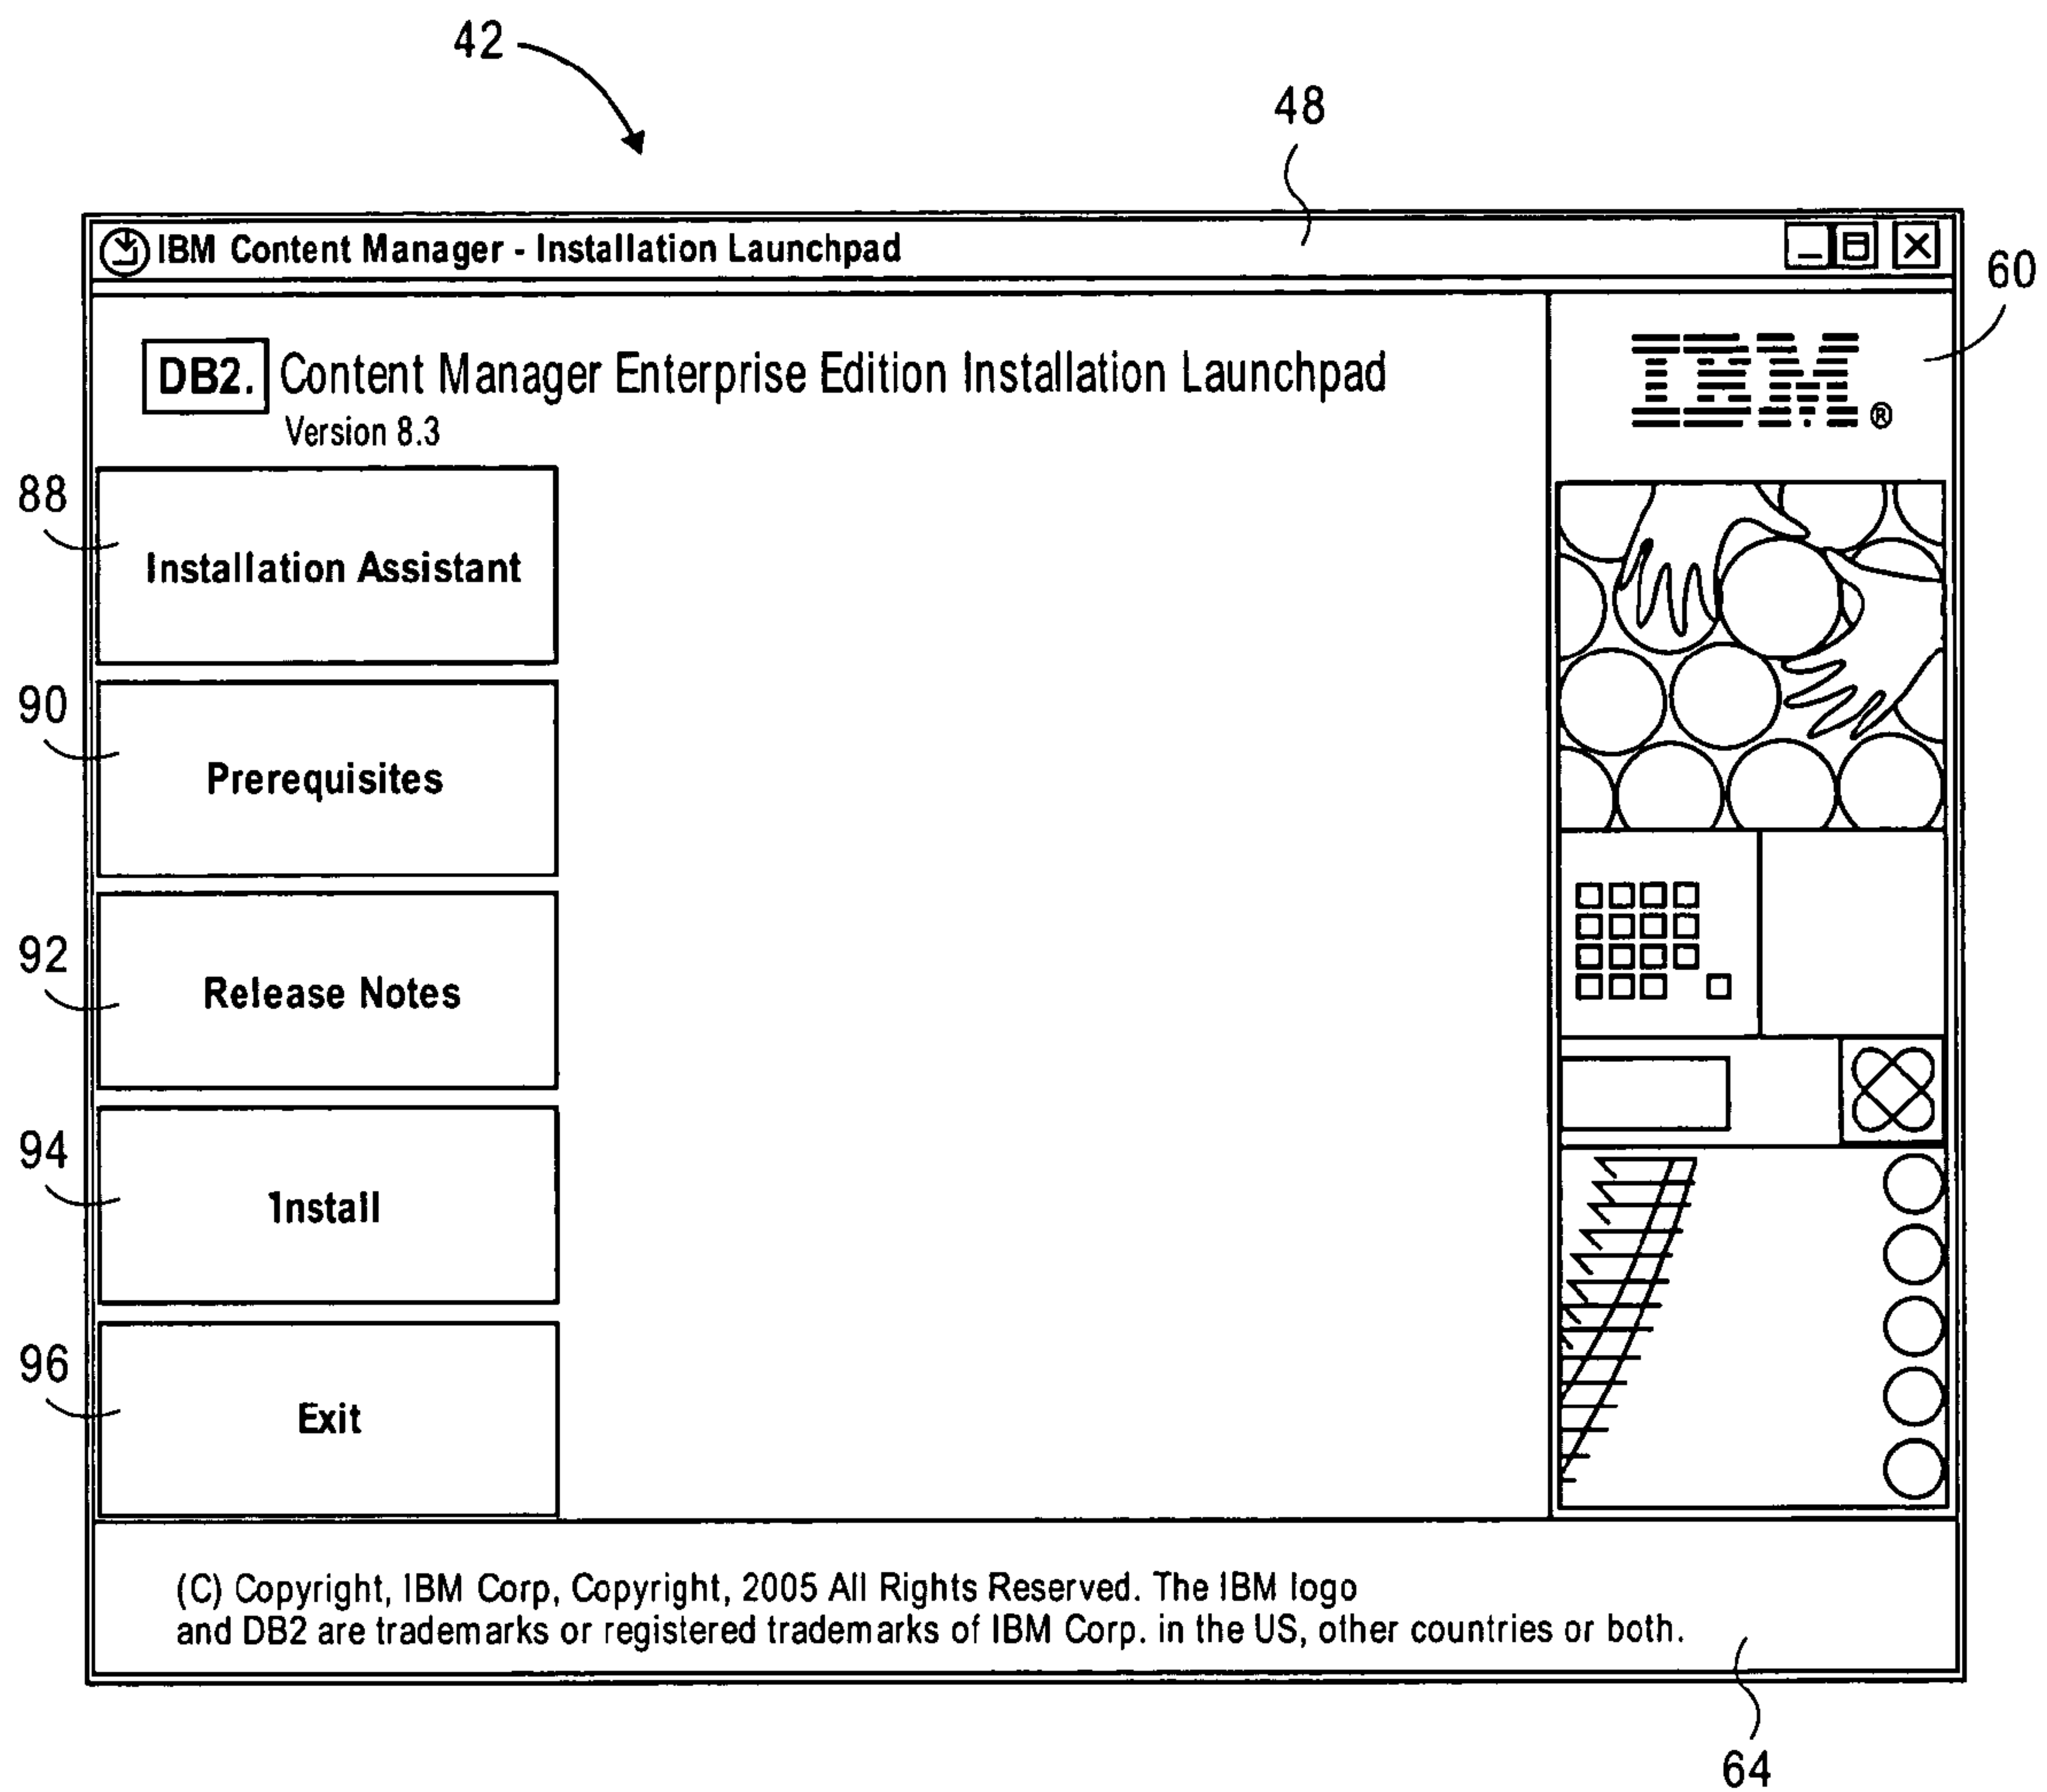 42
48
IBM Content Manager - Installation Launchpad
60
DB2. Content Manager Enterprise Edition Installation Launchpad
Version 8.3
IBM®
88
Installation Assistant
90
Prerequisites
92
Release Notes
94
Install
96
Exit
(C) Copyright, IBM Corp, Copyright, 2005 All Rights Reserved. The IBM logo
and DB2 are trademarks or registered trademarks of IBM Corp. in the US, other countries or both.
64